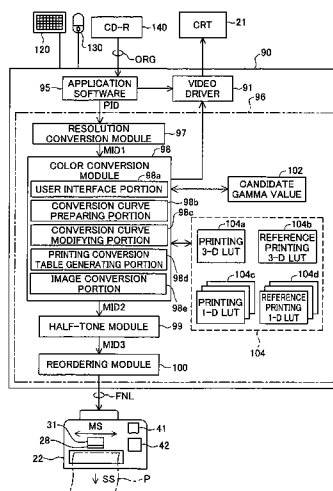 120
130
CD-R
140
CRT
21
ORG
90
95
APPLICATION
SOFTWARE
VIDEO
DRIVER
91
96
PID
RESOLUTION
CONVERSION MODULE
97
MID1
98
COLOR CONVERSION
MODULE
98a
USER INTERFACE PORTION
98b
CONVERSION CURVE
PREPARING PORTION
98c
CONVERSION CURVE
MODIFYING PORTION
PRINTING CONVERSION
TABLE GENERATING PORTION
98d
IMAGE CONVERSION
PORTION
98e
102
CANDIDATE
GAMMA VALUE
104a
PRINTING
3-D LUT
104b
REFERENCE
PRINTING
3-D LUT
104c
PRINTING
1-D LUT
104d
REFERENCE
PRINTING
1-D LUT
104
MID2
HALF-TONE MODULE
99
MID3
REORDERING MODULE
100
FNL
31
MS
41
28
42
22
SS
P